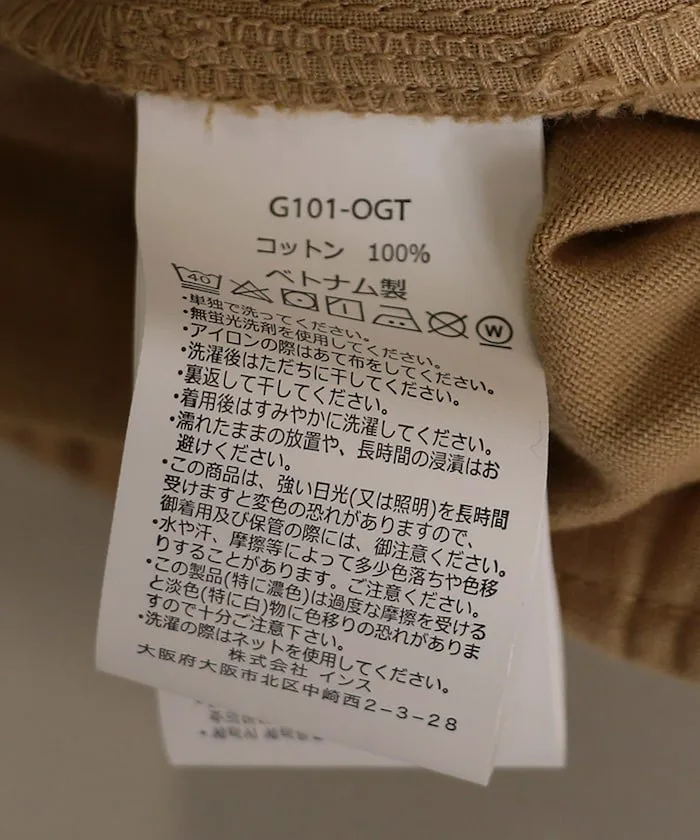 G101-OGT
コットン 100%
ベトナム製
40 W
・単独で洗ってください。
・無蛍光洗剤を使用してください。
・アイロンの際はあて布をしてください。
・洗濯後はただちに干してください。
・裏返して干してください。
・着用後はすみやかに洗濯してください。
・濡れたままの放置や、長時間の浸漬はお
避けください。
・この商品は、強い日光(又は照明)を長時間
受けますと変色の恐れがありますので、
御着用及び保管の際には、御注意ください。
・水や汗、摩擦等によって多少色落ちや色移
りすることがあります。ご注意ください。
・この製品(特に濃色)は過度な摩擦を受ける
と淡色(特に白)物に色移りの恐れがありま
すので十分ご注意下さい。
・洗濯の際はネットを使用してください。
株式会社 インス
大阪府大阪市北区中崎西2-3-28